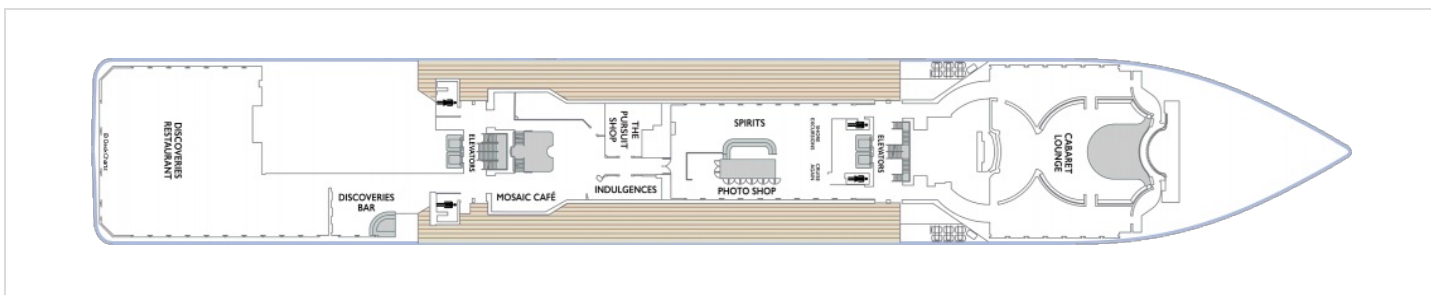 DISCOVERIES
RESTAURANT
DISCOVERIES
BAR
ELEVATORS
MOSAIC CAFÉ
THE
PURSUIT
SHOP
INDULGENCES
SPIRITS
PHOTO SHOP
SHORE
EXCURSIONS
CRUISE
AGAIN
ELEVATORS
CABARET
LOUNGE